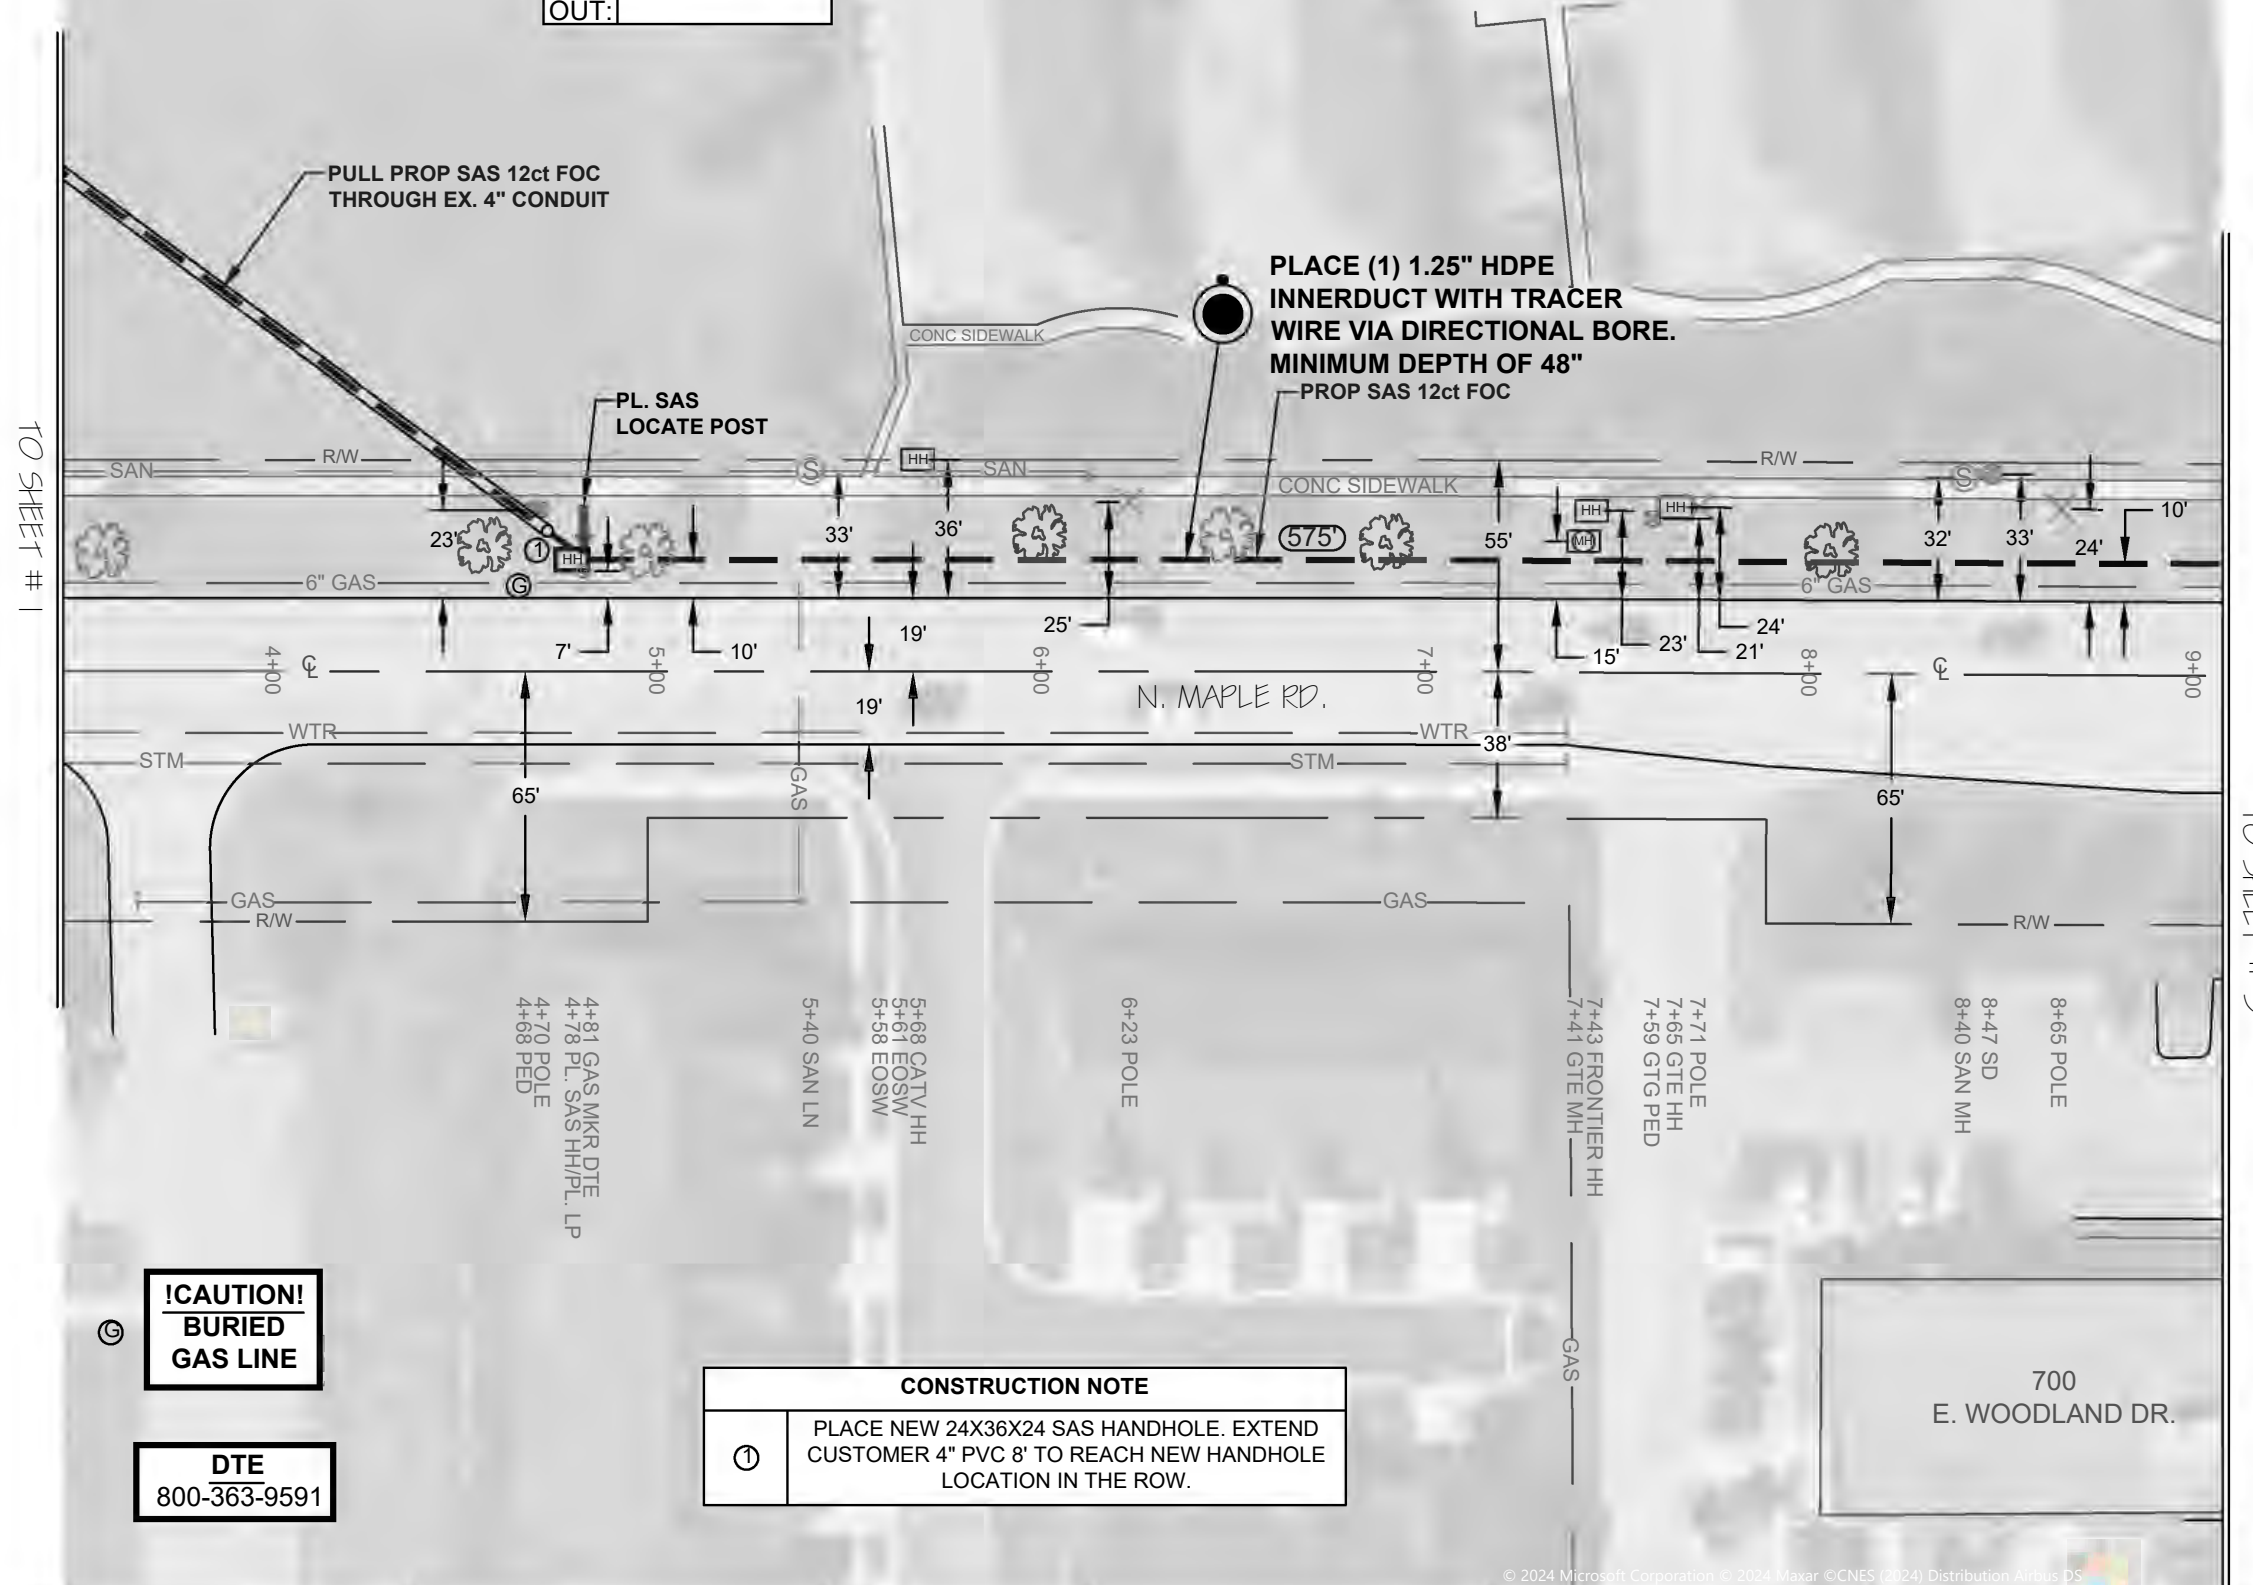 OUT:
PULL PROP SAS 12ct FOC
THROUGH EX. 4" CONDUIT
PLACE (1) 1.25" HDPE
INNERDUCT WITH TRACER
WIRE VIA DIRECTIONAL BORE.
MINIMUM DEPTH OF 48"
PROP SAS 12ct FOC
CONC SIDEWALK
PL. SAS
LOCATE POST
TO SHEET # 1
R/W
SAN
S
HH
SAN
CONC SIDEWALK
R/W
S
23'
1
HH
G
6" GAS
33'
36'
575'
55'
HH
MH
HH
32'
33'
24'
10'
6" GAS
7'
10'
19'
25'
15'
23'
24'
21'
4+00
CL
5+00
6+00
7+00
8+00
CL
9+00
19'
N. MAPLE RD.
WTR
WTR
38'
STM
STM
65'
GAS
65'
GAS
R/W
GAS
R/W
4+68 PED
4+70 POLE
4+78 PL. SAS HH/PL. LP
4+81 GAS MKR DTE
5+40 SAN LN
5+58 EOSW
5+61 EOSW
5+68 CATV HH
6+23 POLE
7+41 GTE MH
7+43 FRONTIER HH
7+59 GTG PED
7+65 GTE HH
7+71 POLE
8+40 SAN MH
8+47 SD
8+65 POLE
GAS
G
!CAUTION!
BURIED
GAS LINE
DTE
800-363-9591
CONSTRUCTION NOTE
1
PLACE NEW 24X36X24 SAS HANDHOLE. EXTEND
CUSTOMER 4" PVC 8' TO REACH NEW HANDHOLE
LOCATION IN THE ROW.
700
E. WOODLAND DR.
© 2024 Microsoft Corporation © 2024 Maxar ©CNES (2024) Distribution Airbus DS